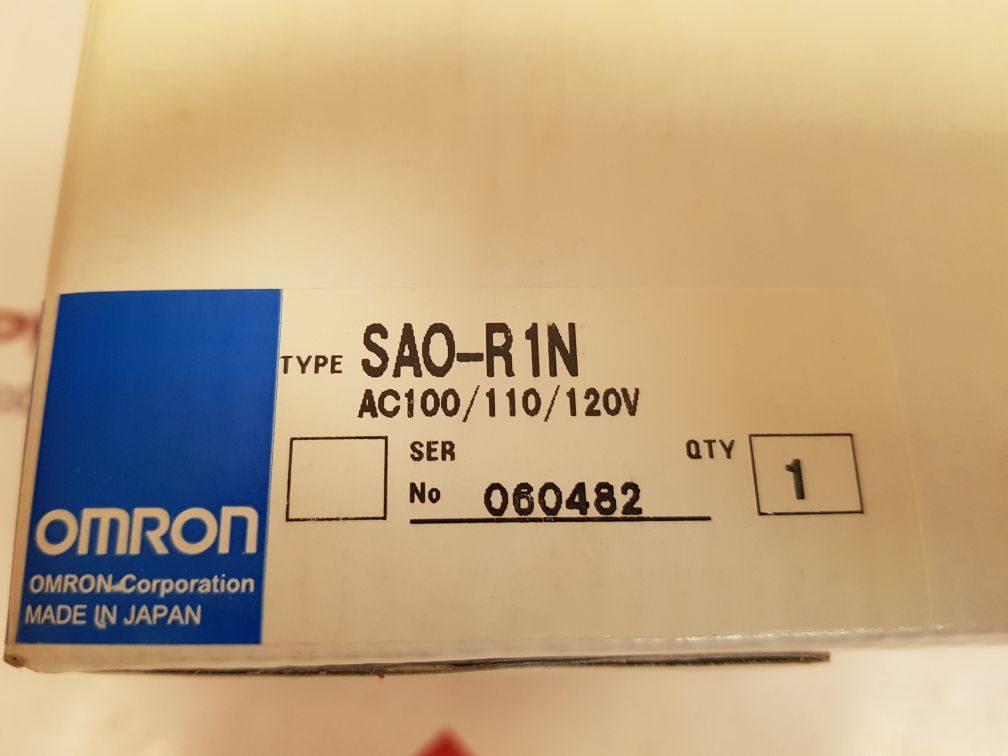 TYPE SAO-R1N
AC100/110/120V
SER
No 060482
QTY 1
OMRON
OMRON Corporation
MADE IN JAPAN